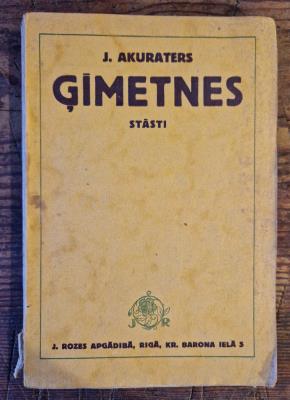 J. AKURATERS
ĢIMETNES
STĀSTI
J R
J. ROZES APGĀDIBĀ, RIGĀ, KR. BARONA IELĀ 5